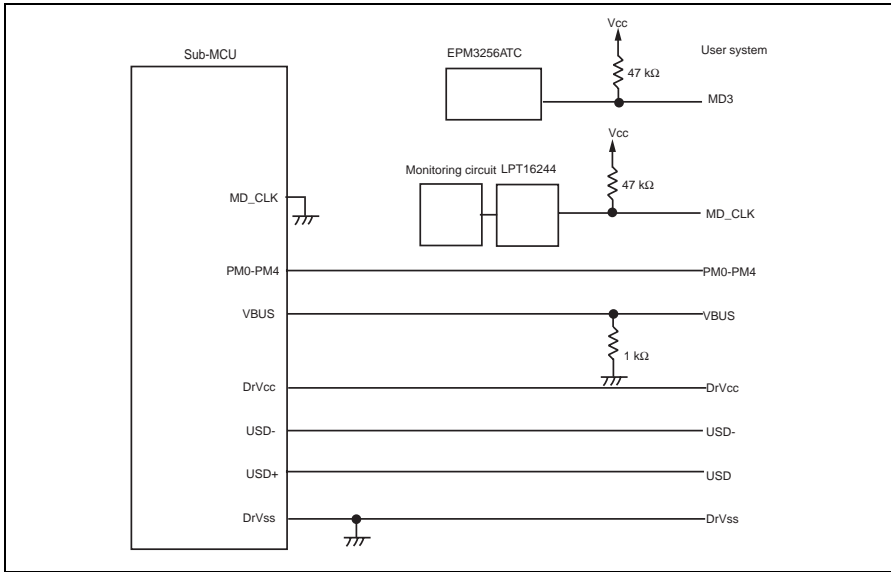 Vcc
Sub-MCU
EPM3256ATC
User system
47 kΩ
MD3
Vcc
Monitoring circuit LPT16244
47 kΩ
MD_CLK
MD_CLK
PM0-PM4
PM0-PM4
VBUS
VBUS
1 kΩ
DrVcc
DrVcc
USD-
USD-
USD+
USD
DrVss
DrVss